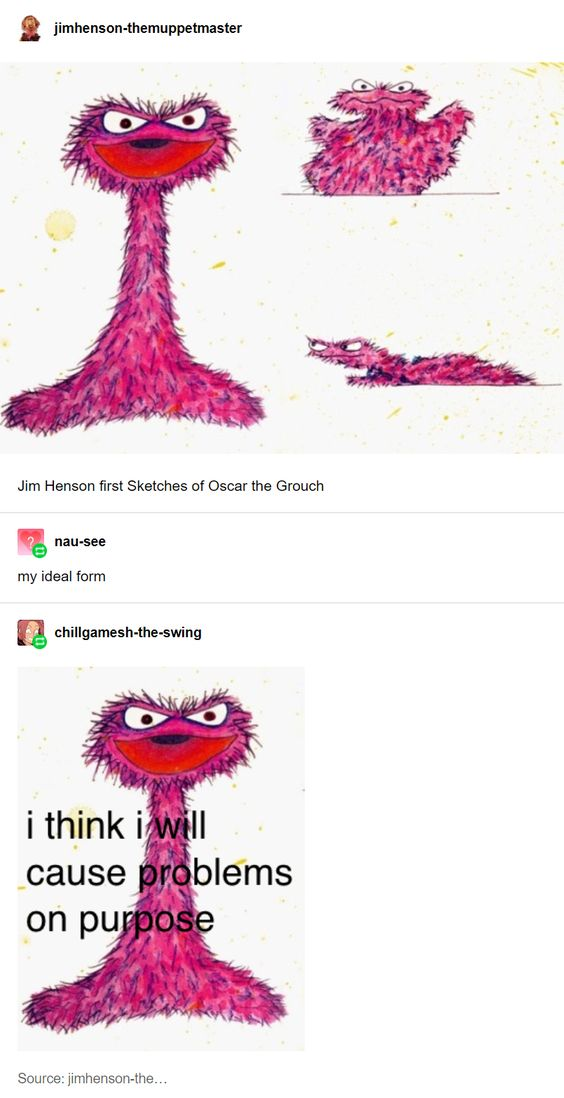 jimhenson-themuppetmaster
Jim Henson first Sketches of Oscar the Grouch
nau-see
my ideal form
chillgamesh-the-swing
i think i will
cause problems
on purpose
Source: jimhenson-the…